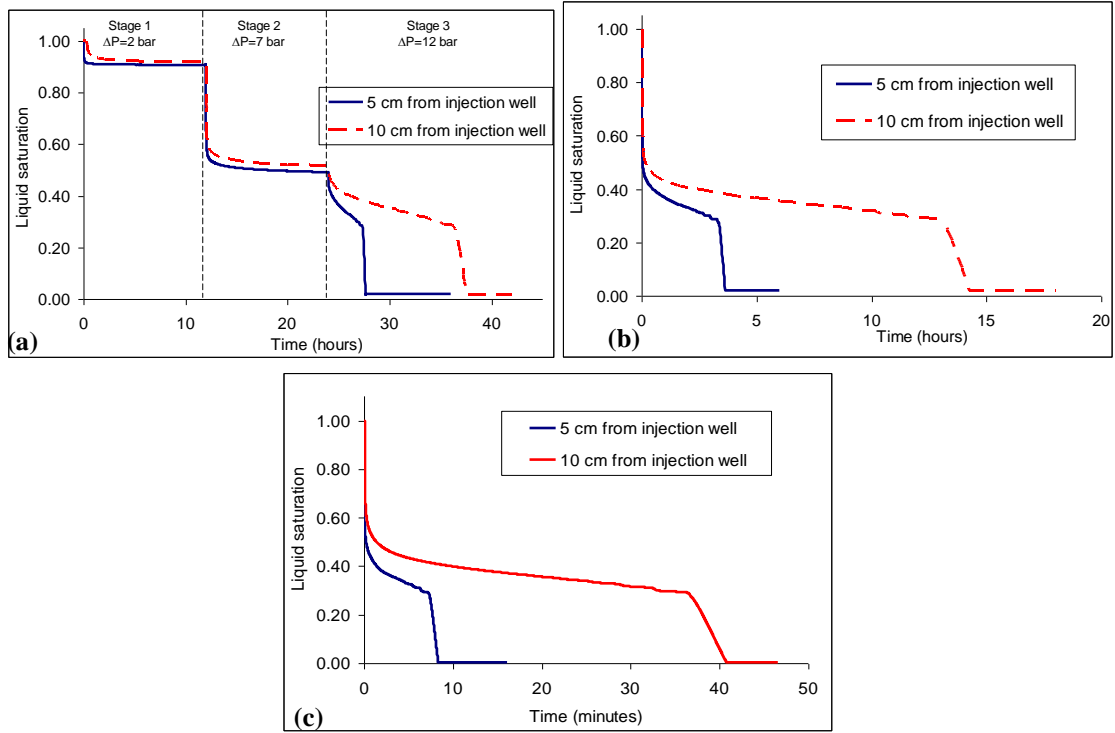 Stage 1
ΔP=2 bar
Stage 2
ΔP=7 bar
Stage 3
ΔP=12 bar
1.00
0.80
0.60
0.40
0.20
0.00
Liquid saturation
5 cm from injection well
10 cm from injection well
0
10
20
30
40
Time (hours)
(a)
1.00
0.80
0.60
0.40
0.20
0.00
Liquid saturation
5 cm from injection well
10 cm from injection well
0
5
10
15
20
Time (hours)
(b)
1.00
0.80
0.60
0.40
0.20
0.00
Liquid saturation
5 cm from injection well
10 cm from injection well
0
10
20
30
40
50
Time (minutes)
(c)